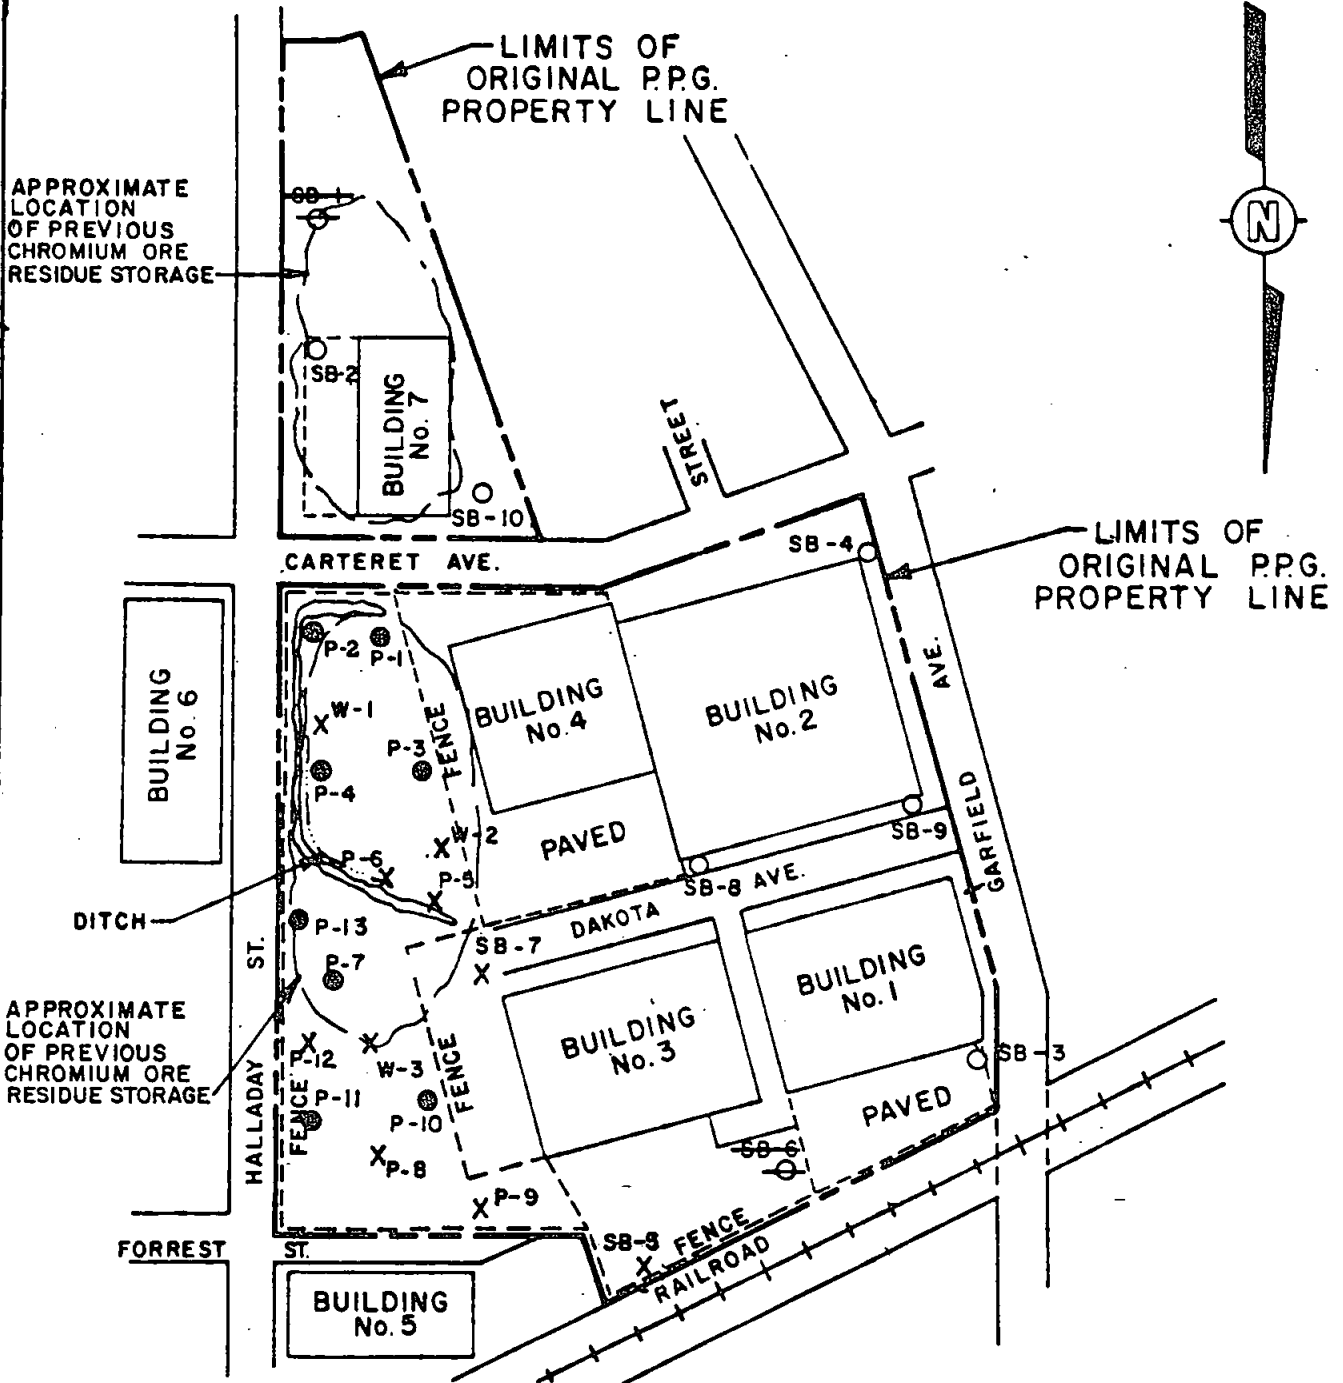 LIMITS OF
ORIGINAL P.P.G.
PROPERTY LINE
APPROXIMATE
LOCATION
OF PREVIOUS
CHROMIUM ORE
RESIDUE STORAGE
SB-1
N
SB-2
BUILDING
No. 7
STREET
SB-10
CARTERET AVE.
SB-4
LIMITS OF
ORIGINAL P.P.G.
PROPERTY LINE
P-2
P-1
BUILDING
No. 6
W-1
FENCE
P-3
BUILDING
No. 4
BUILDING
No. 2
AVE.
GARFIELD
P-4
W-2
PAVED
SB-9
P-6
P-5
SB-8
AVE.
DAKOTA
DITCH
P-13
SB-7
P-7
BUILDING
No. 1
BUILDING
No. 3
APPROXIMATE
LOCATION
OF PREVIOUS
CHROMIUM ORE
RESIDUE STORAGE
HALLADAY ST.
P-12
W-3
FENCE
FENCE
SB-3
P-11
P-10
PAVED
P-8
SB-6
P-9
FORREST ST.
FENCE
RAILROAD
BUILDING
No. 5